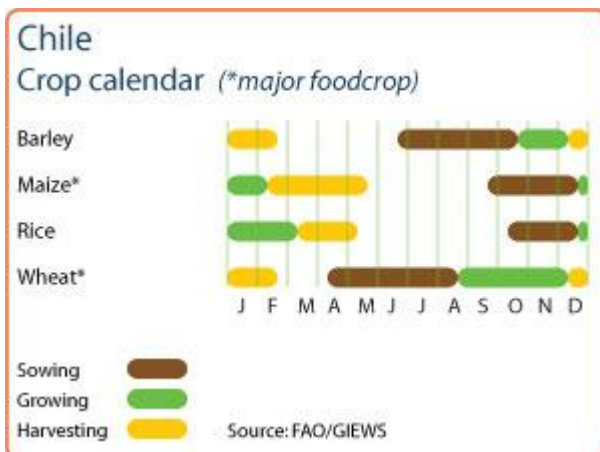 Chile
Crop calendar (*major foodcrop)
Barley
Maize*
Rice
Wheat*
J F M A M J J A S O N D
Sowing
Growing
Harvesting Source: FAO/GIEWS